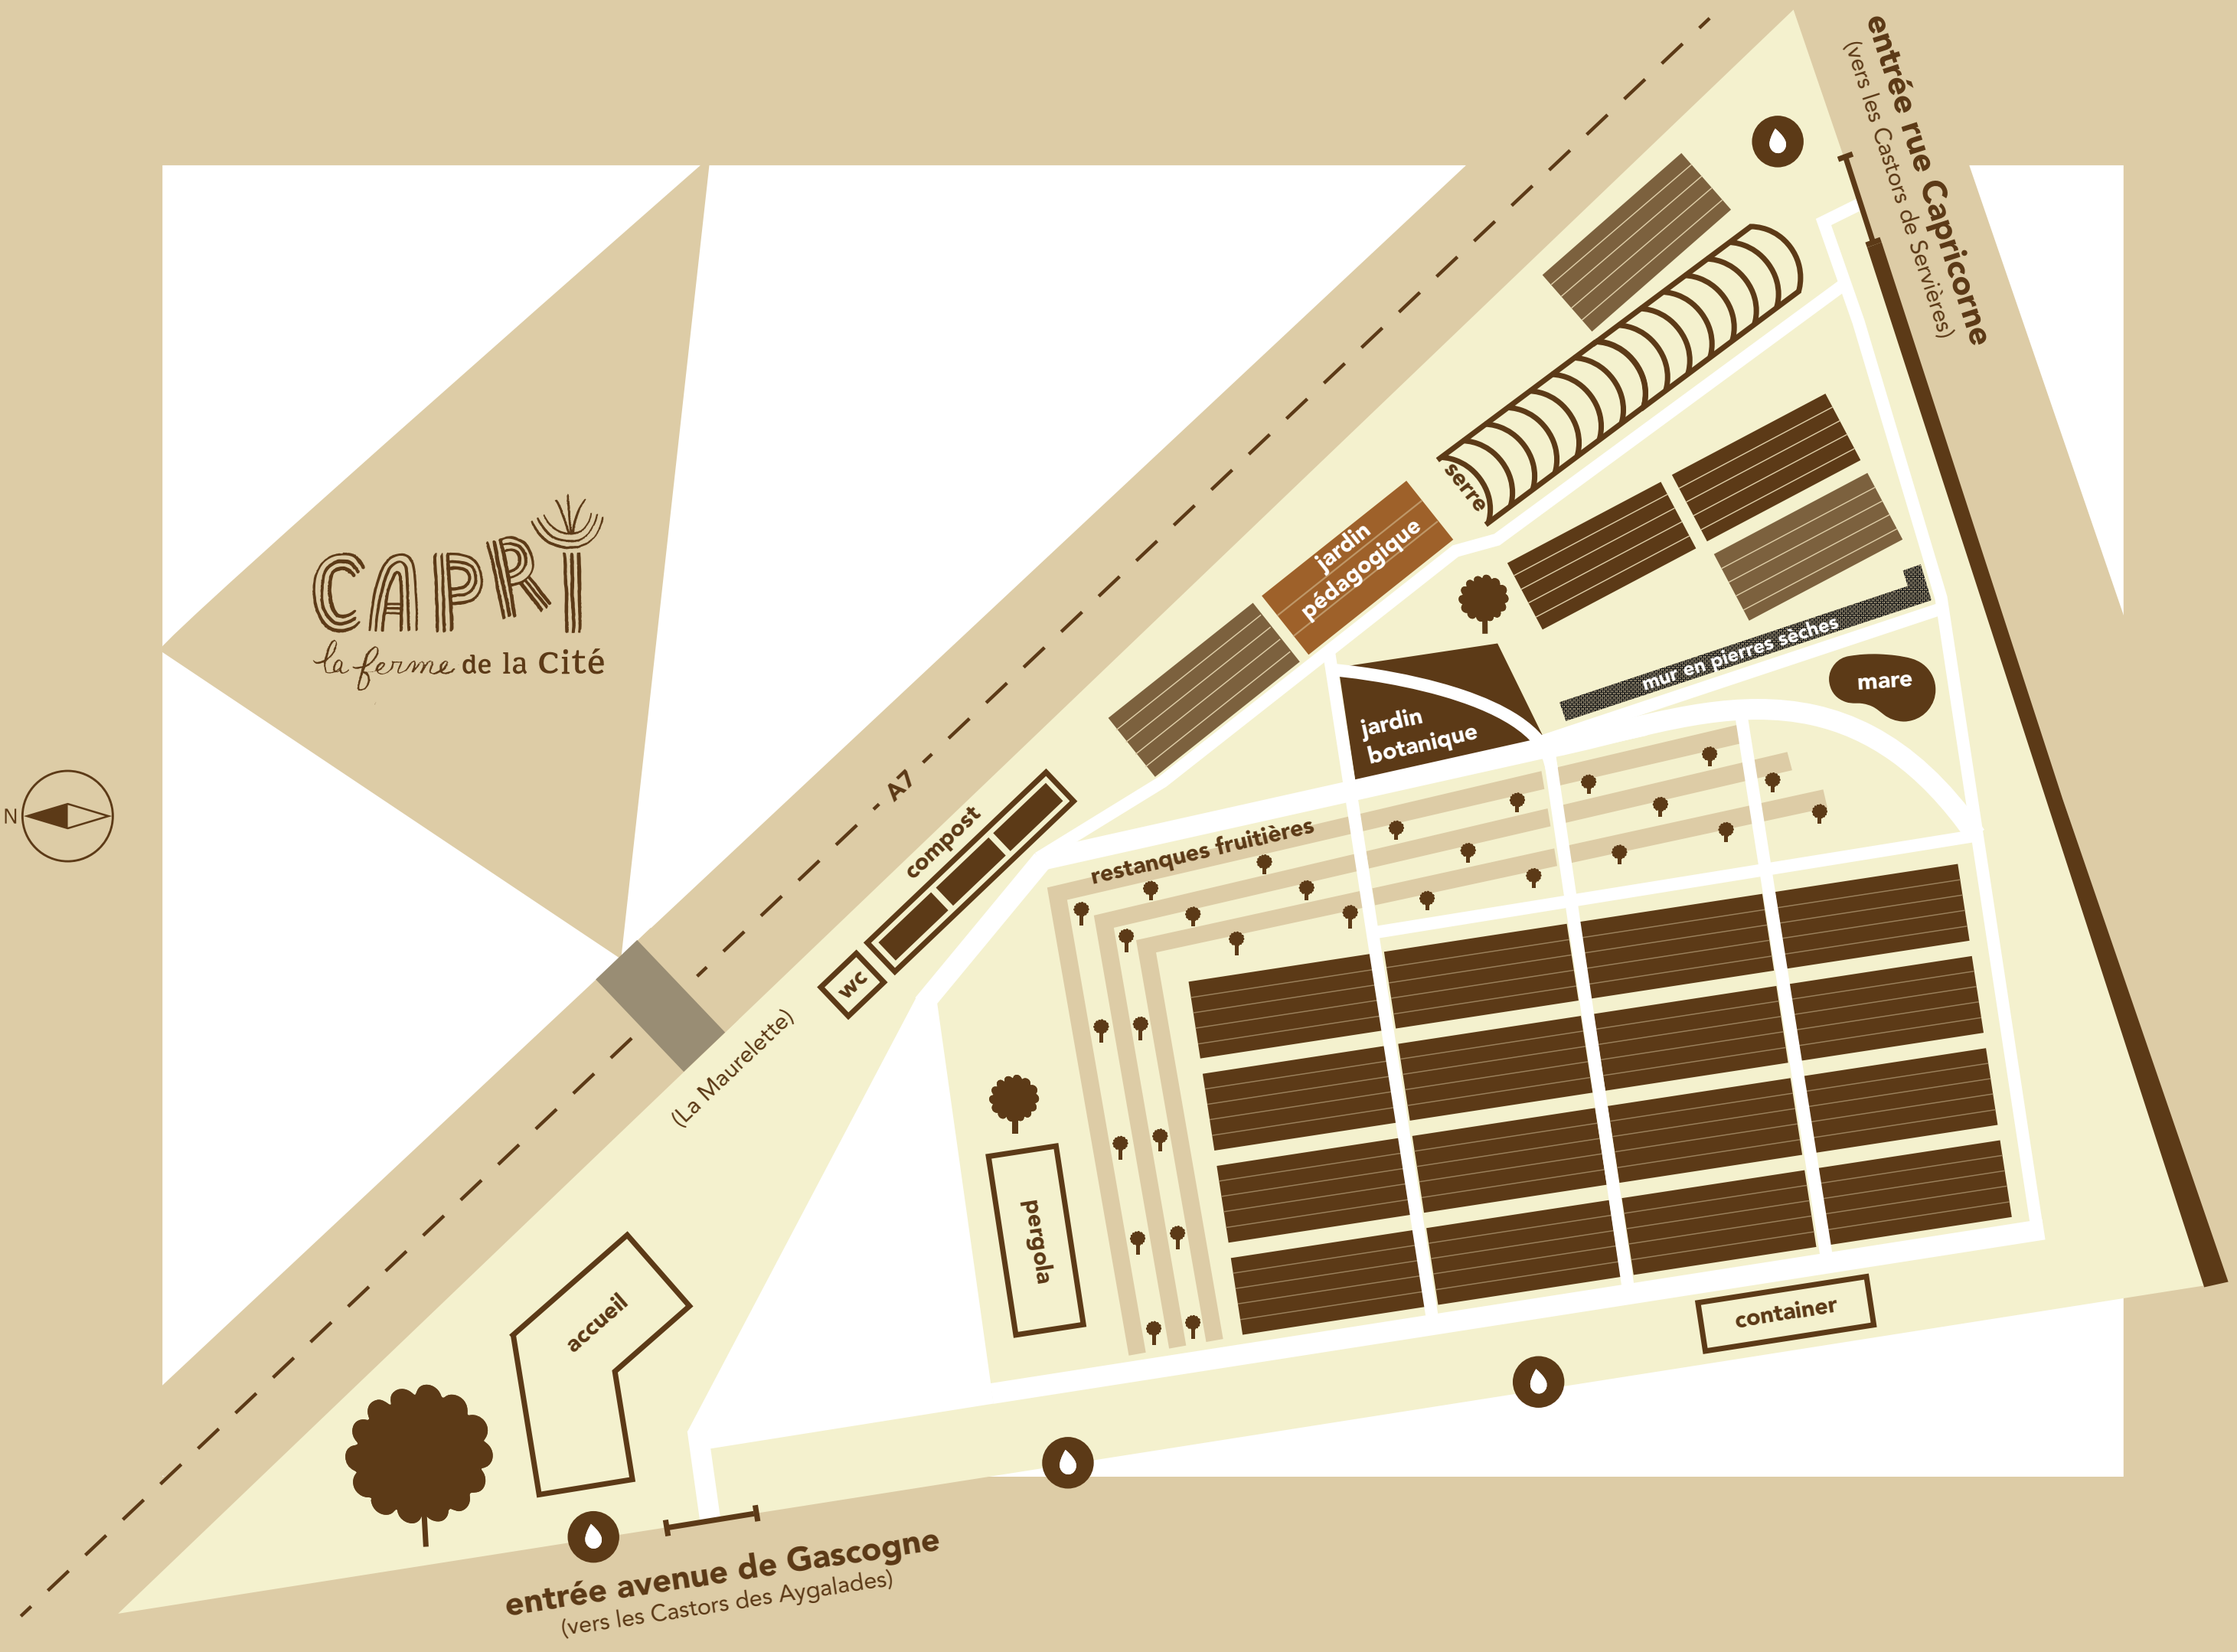 entrée rue Capricorne
(vers les Castors de Servières)
CAPRI
la ferme de la Cité
serre
jardin
pédagogique
mur en pierres sèches
mare
jardin
botanique
A7
N
compost
restanques fruitières
wc
(La Maurelette)
pergola
accueil
container
entrée avenue de Gascogne
(vers les Castors des Aygalades)